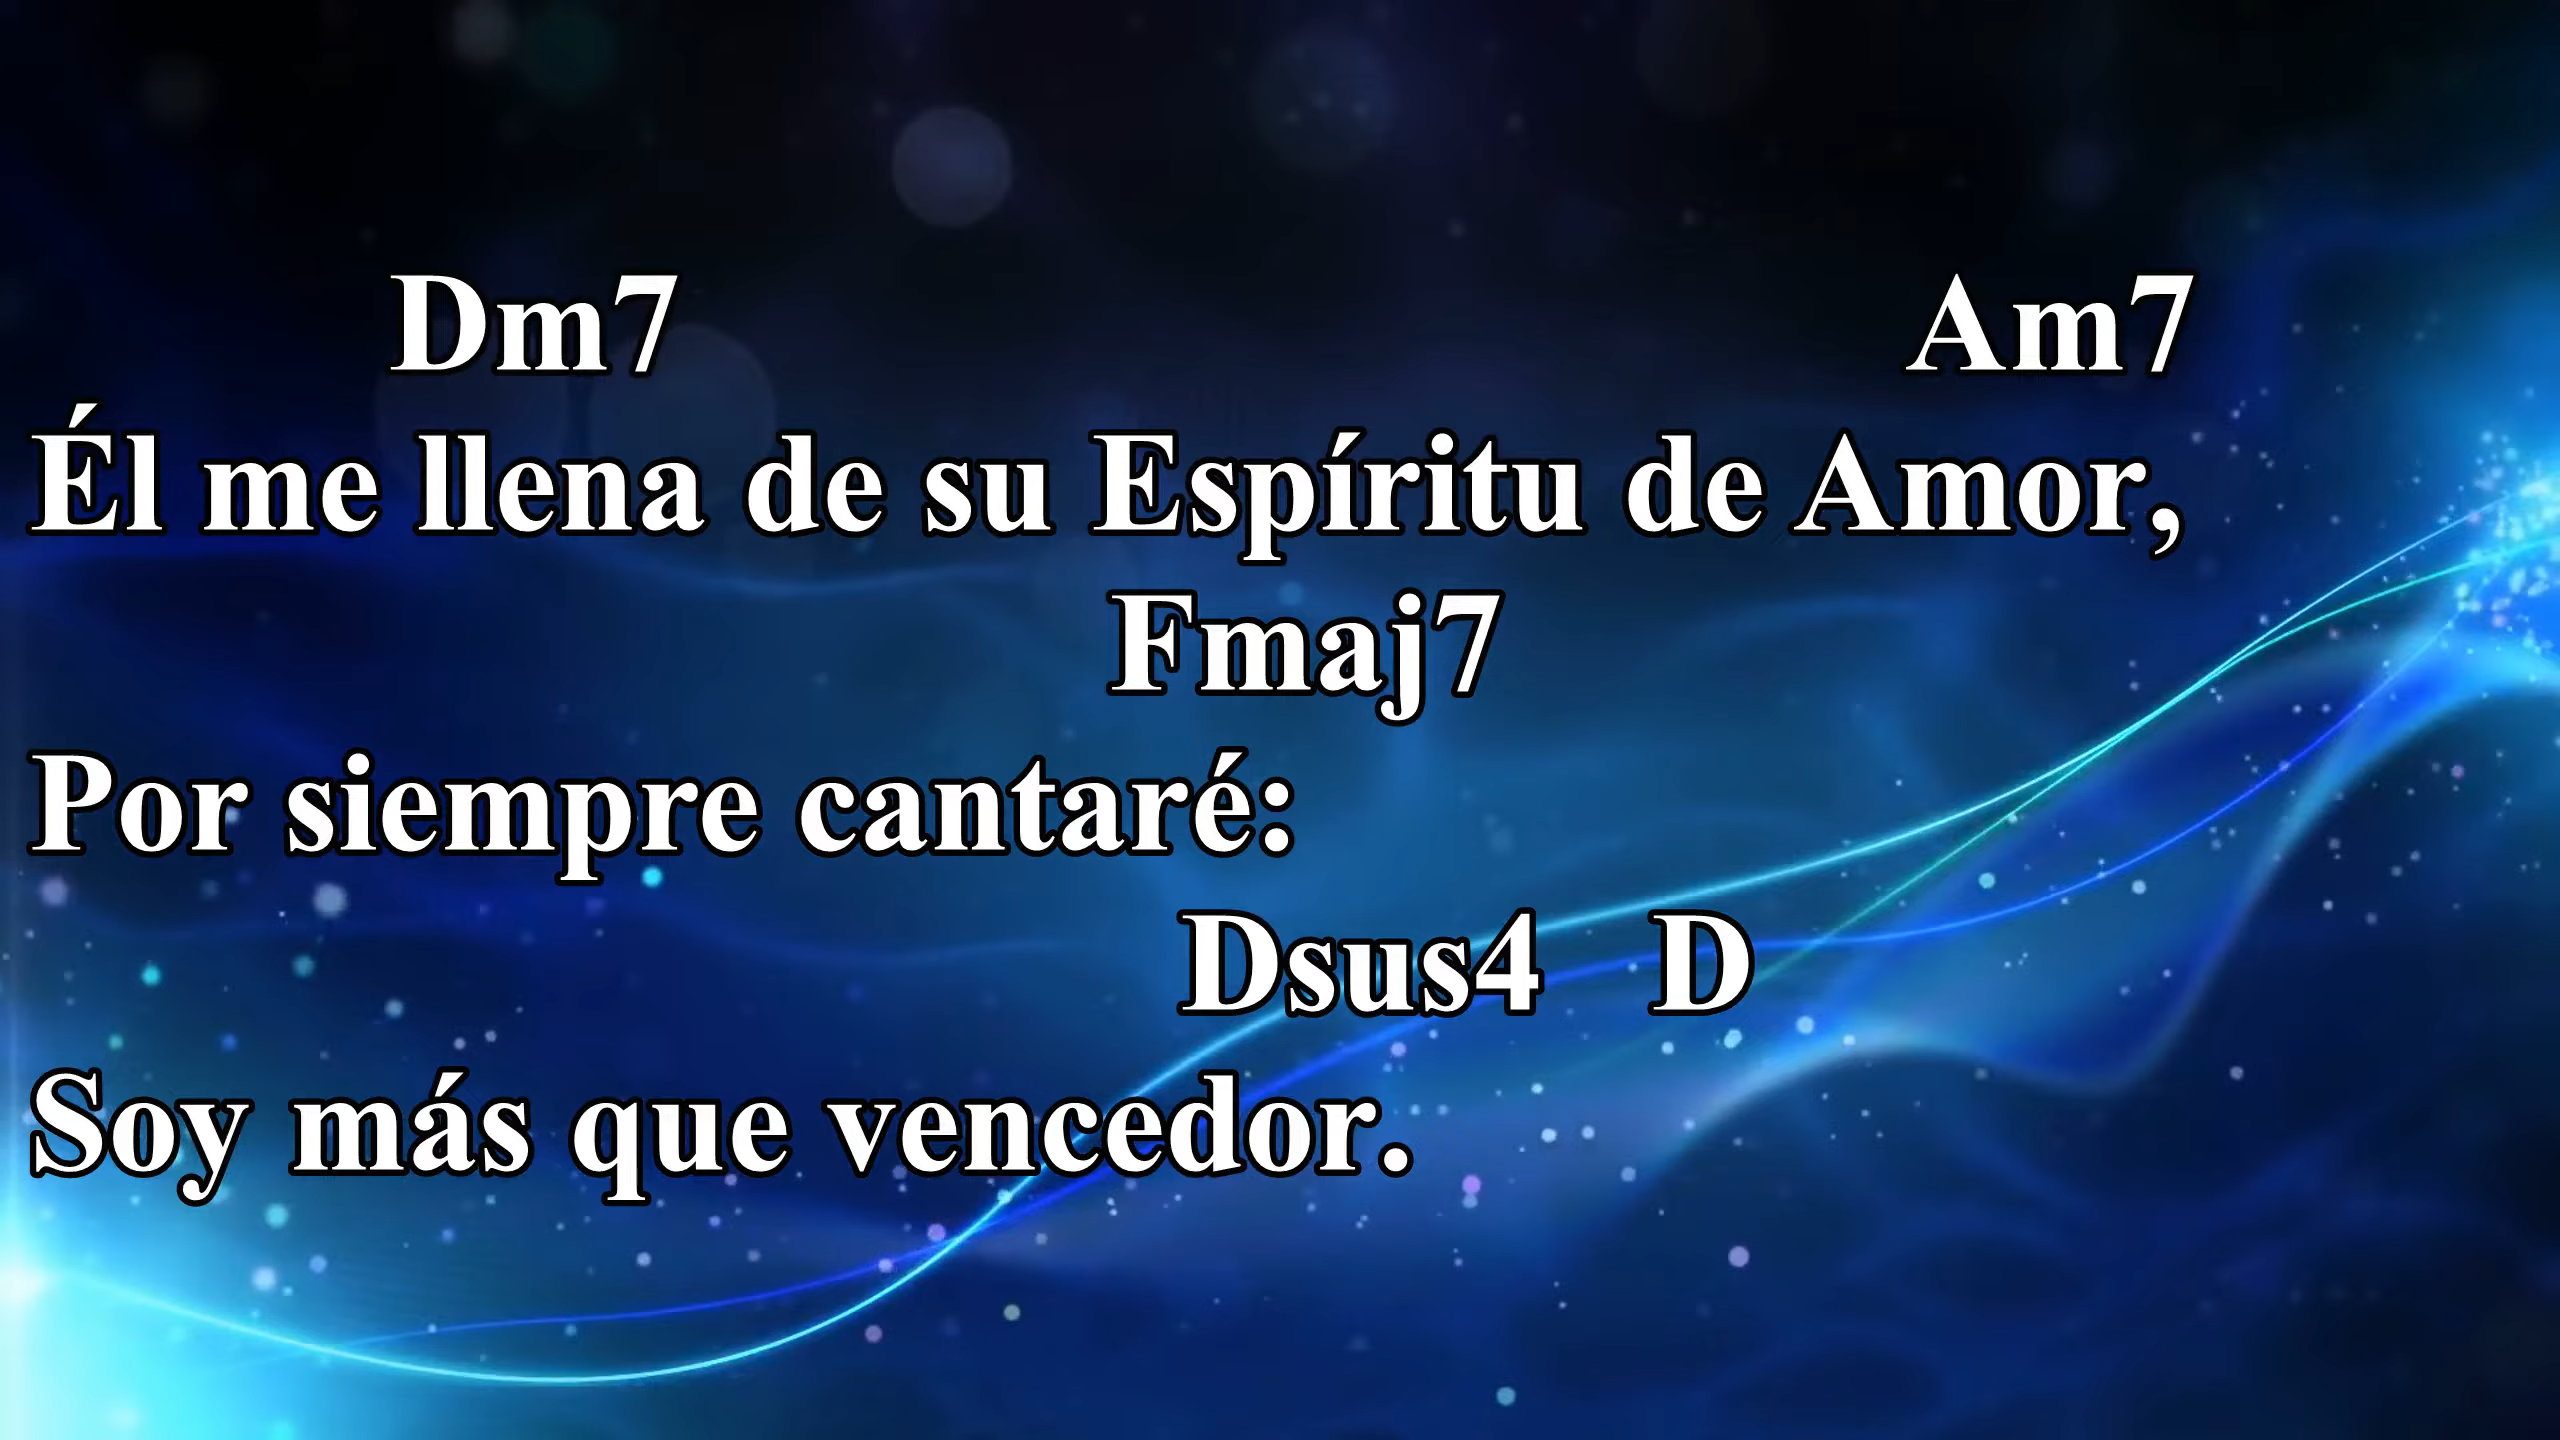 Dm7 Am7
Él me llena de su Espíritu de Amor,
Fmaj7
Por siempre cantaré:
Dsus4 D
Soy más que vencedor.